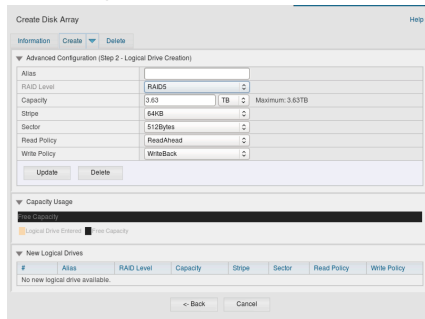 Create Disk Array
Help
Information Create Delete
Advanced Configuration (Step 2 - Logical Drive Creation)
Alias
RAID Level RAID5
Capacity 3.63 TB Maximum: 3.63TB
Stripe 64KB
Sector 512Bytes
Read Policy ReadAhead
Write Policy WriteBack
Update Delete
Capacity Usage
Free Capacity
Logical Drive Entered Free Capacity
New Logical Drives
# Alias RAID Level Capacity Stripe Sector Read Policy Write Policy
No new logical drive available.
<- Back Cancel